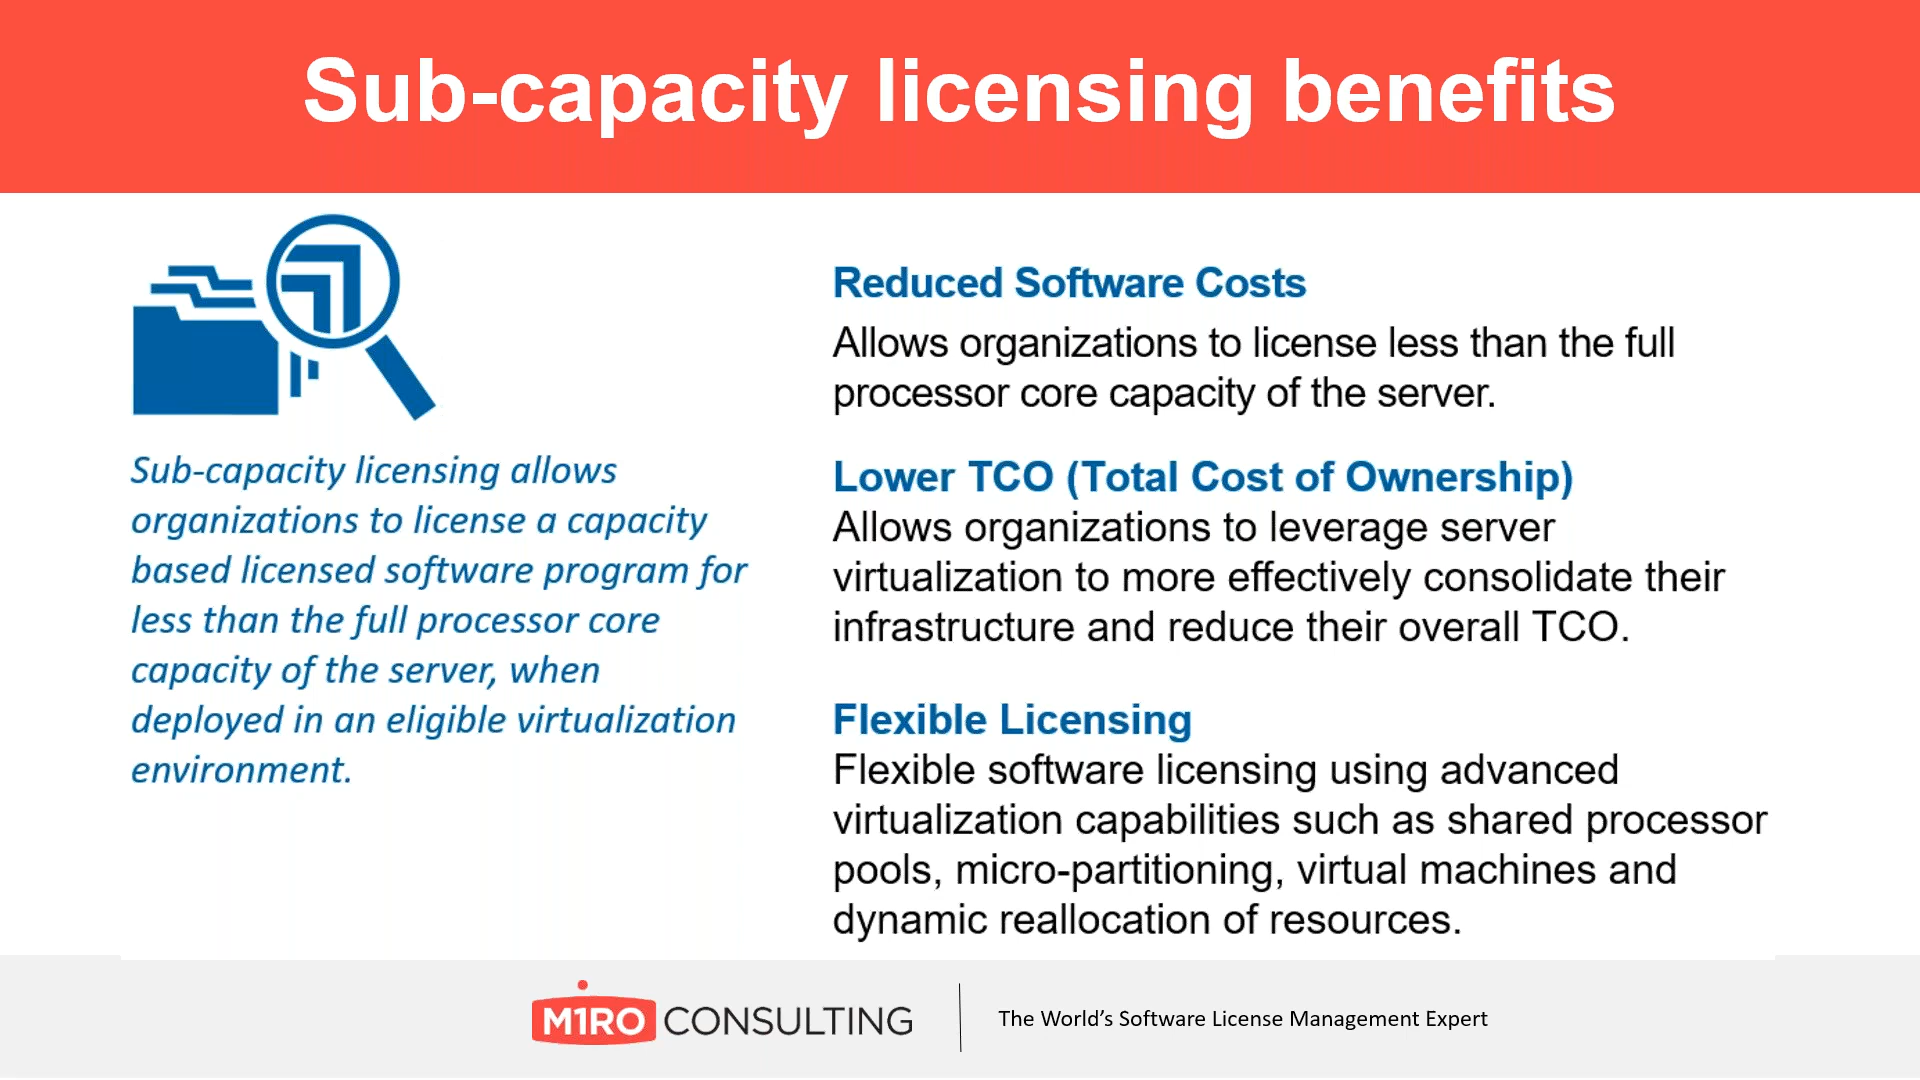 Sub-capacity licensing benefits
Sub-capacity licensing allows
organizations to license a capacity
based licensed software program for
less than the full processor core
capacity of the server, when
deployed in an eligible virtualization
environment.
Reduced Software Costs
Allows organizations to license less than the full
processor core capacity of the server.
Lower TCO (Total Cost of Ownership)
Allows organizations to leverage server
virtualization to more effectively consolidate their
infrastructure and reduce their overall TCO.
Flexible Licensing
Flexible software licensing using advanced
virtualization capabilities such as shared processor
pools, micro-partitioning, virtual machines and
dynamic reallocation of resources.
M1RO CONSULTING
The World’s Software License Management Expert